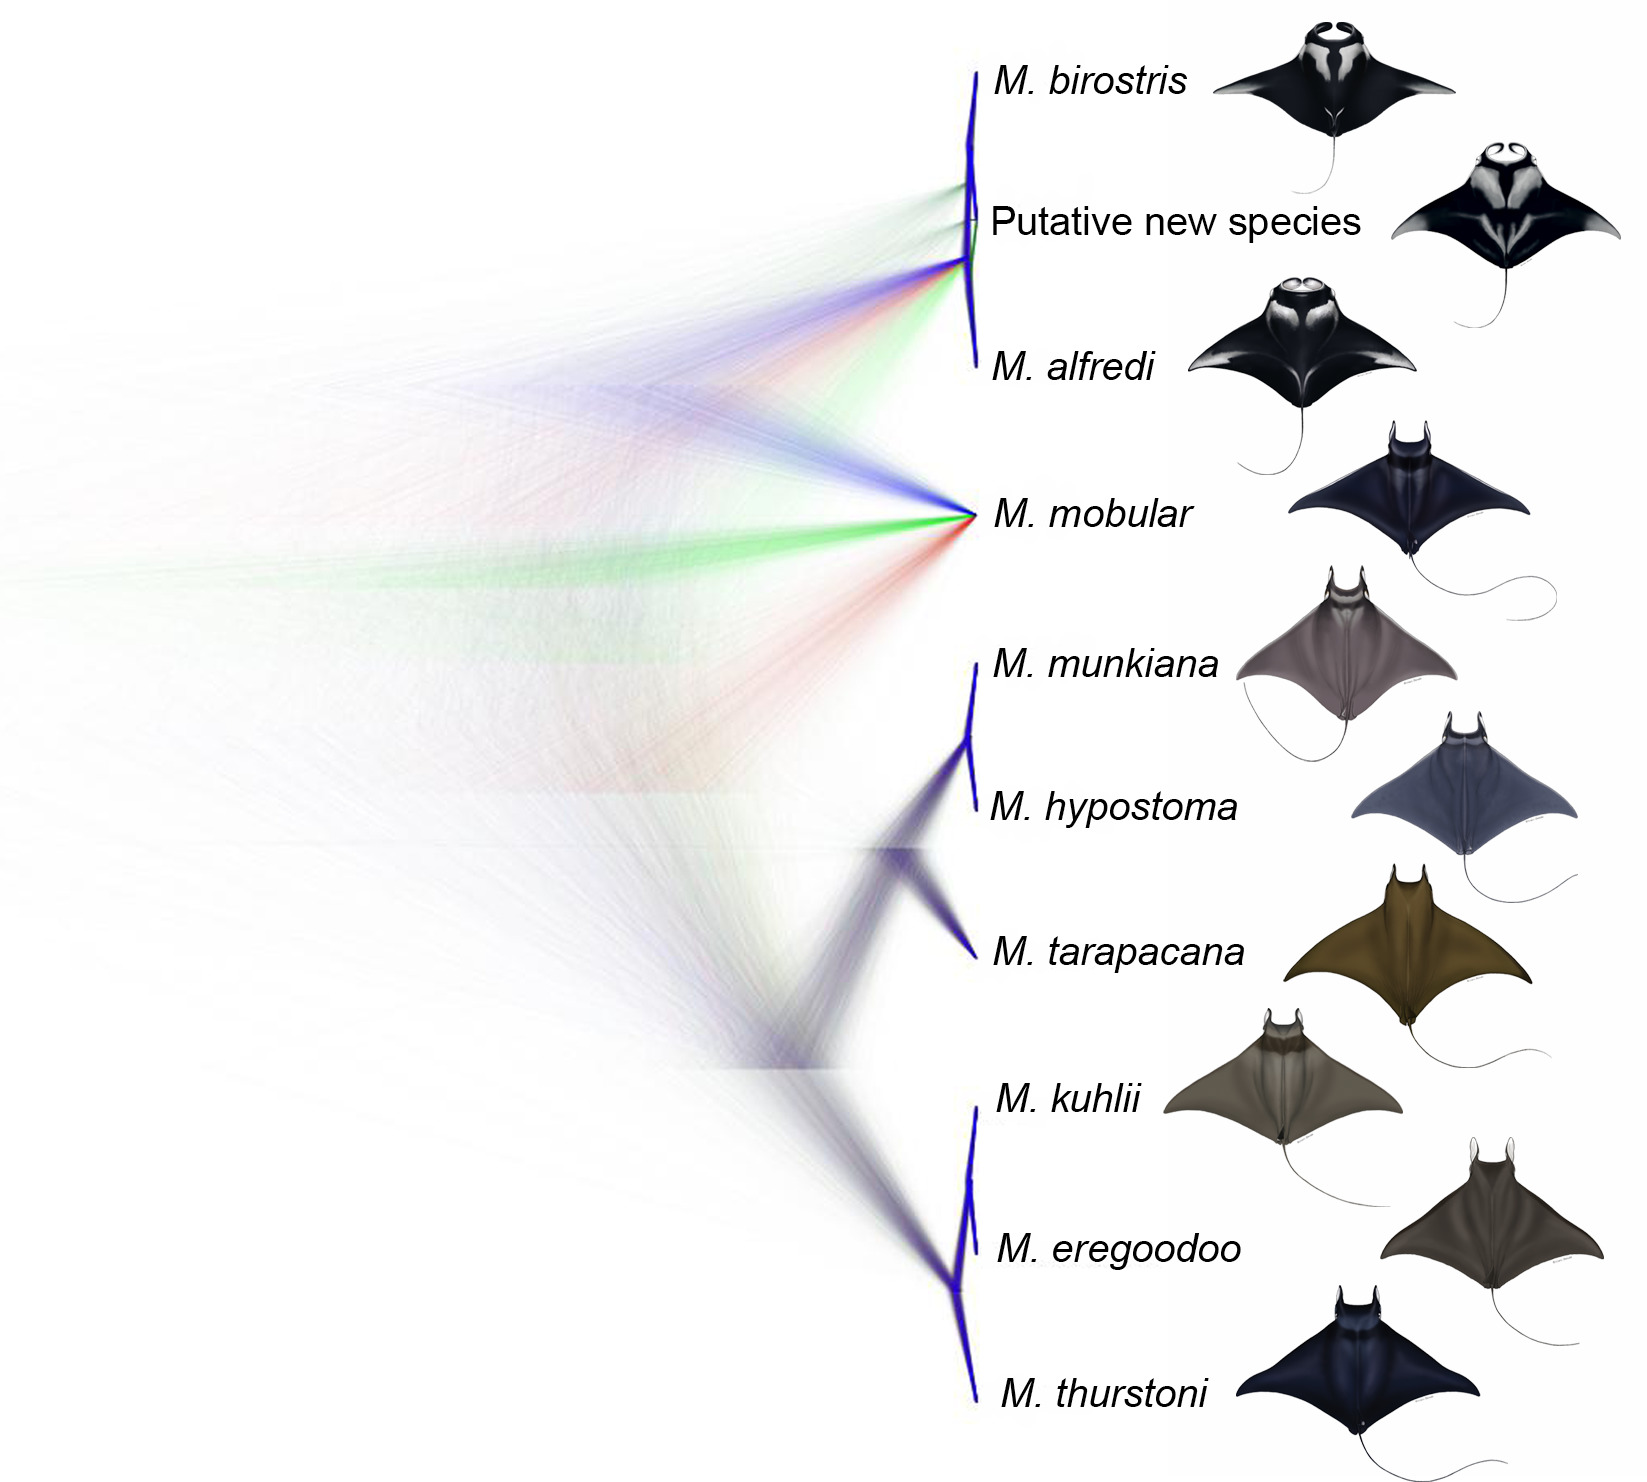 M. birostris
Putative new species
M. alfredi
M. mobular
M. munkiana
M. hypostoma
M. tarapacana
M. kuhlii
M. eregoodoo
M. thurstoni